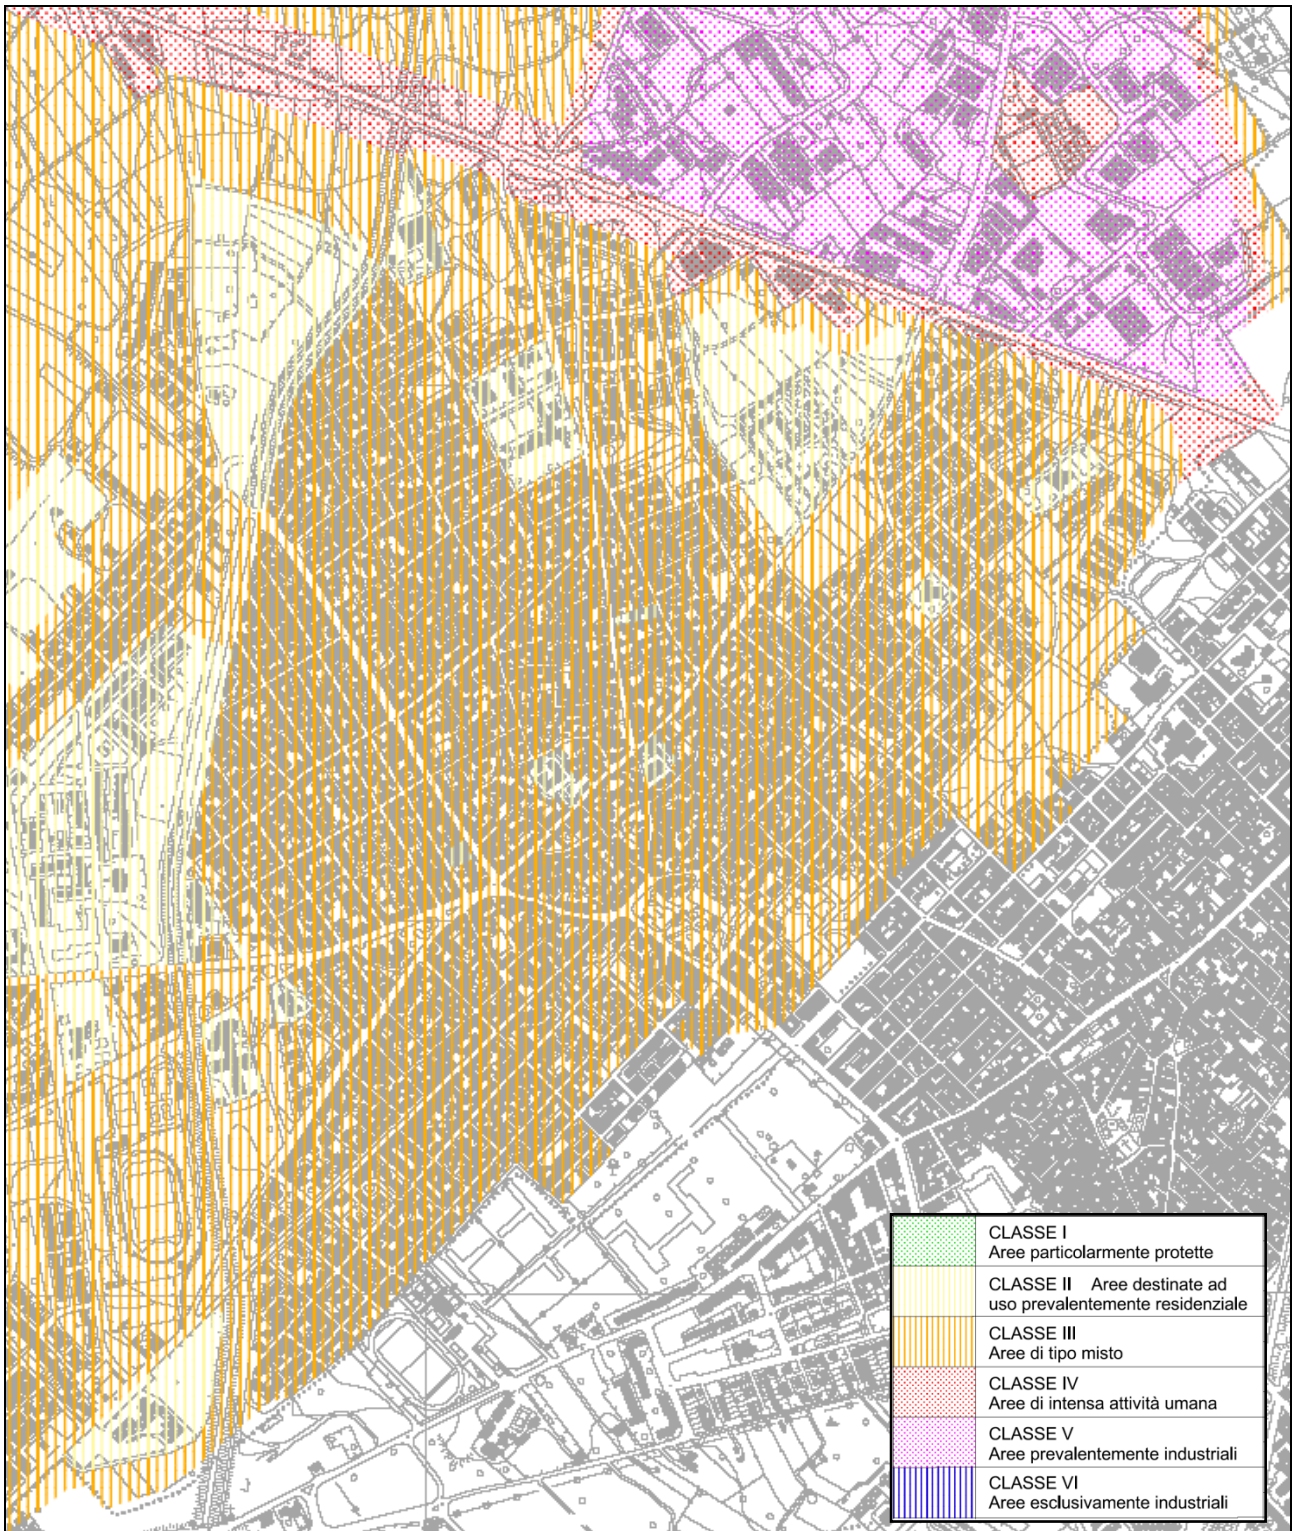 CLASSE I
Aree particolarmente protette
CLASSE II Aree destinate ad
uso prevalentemente residenziale
CLASSE III
Aree di tipo misto
CLASSE IV
Aree di intensa attività umana
CLASSE V
Aree prevalentemente industriali
CLASSE VI
Aree esclusivamente industriali